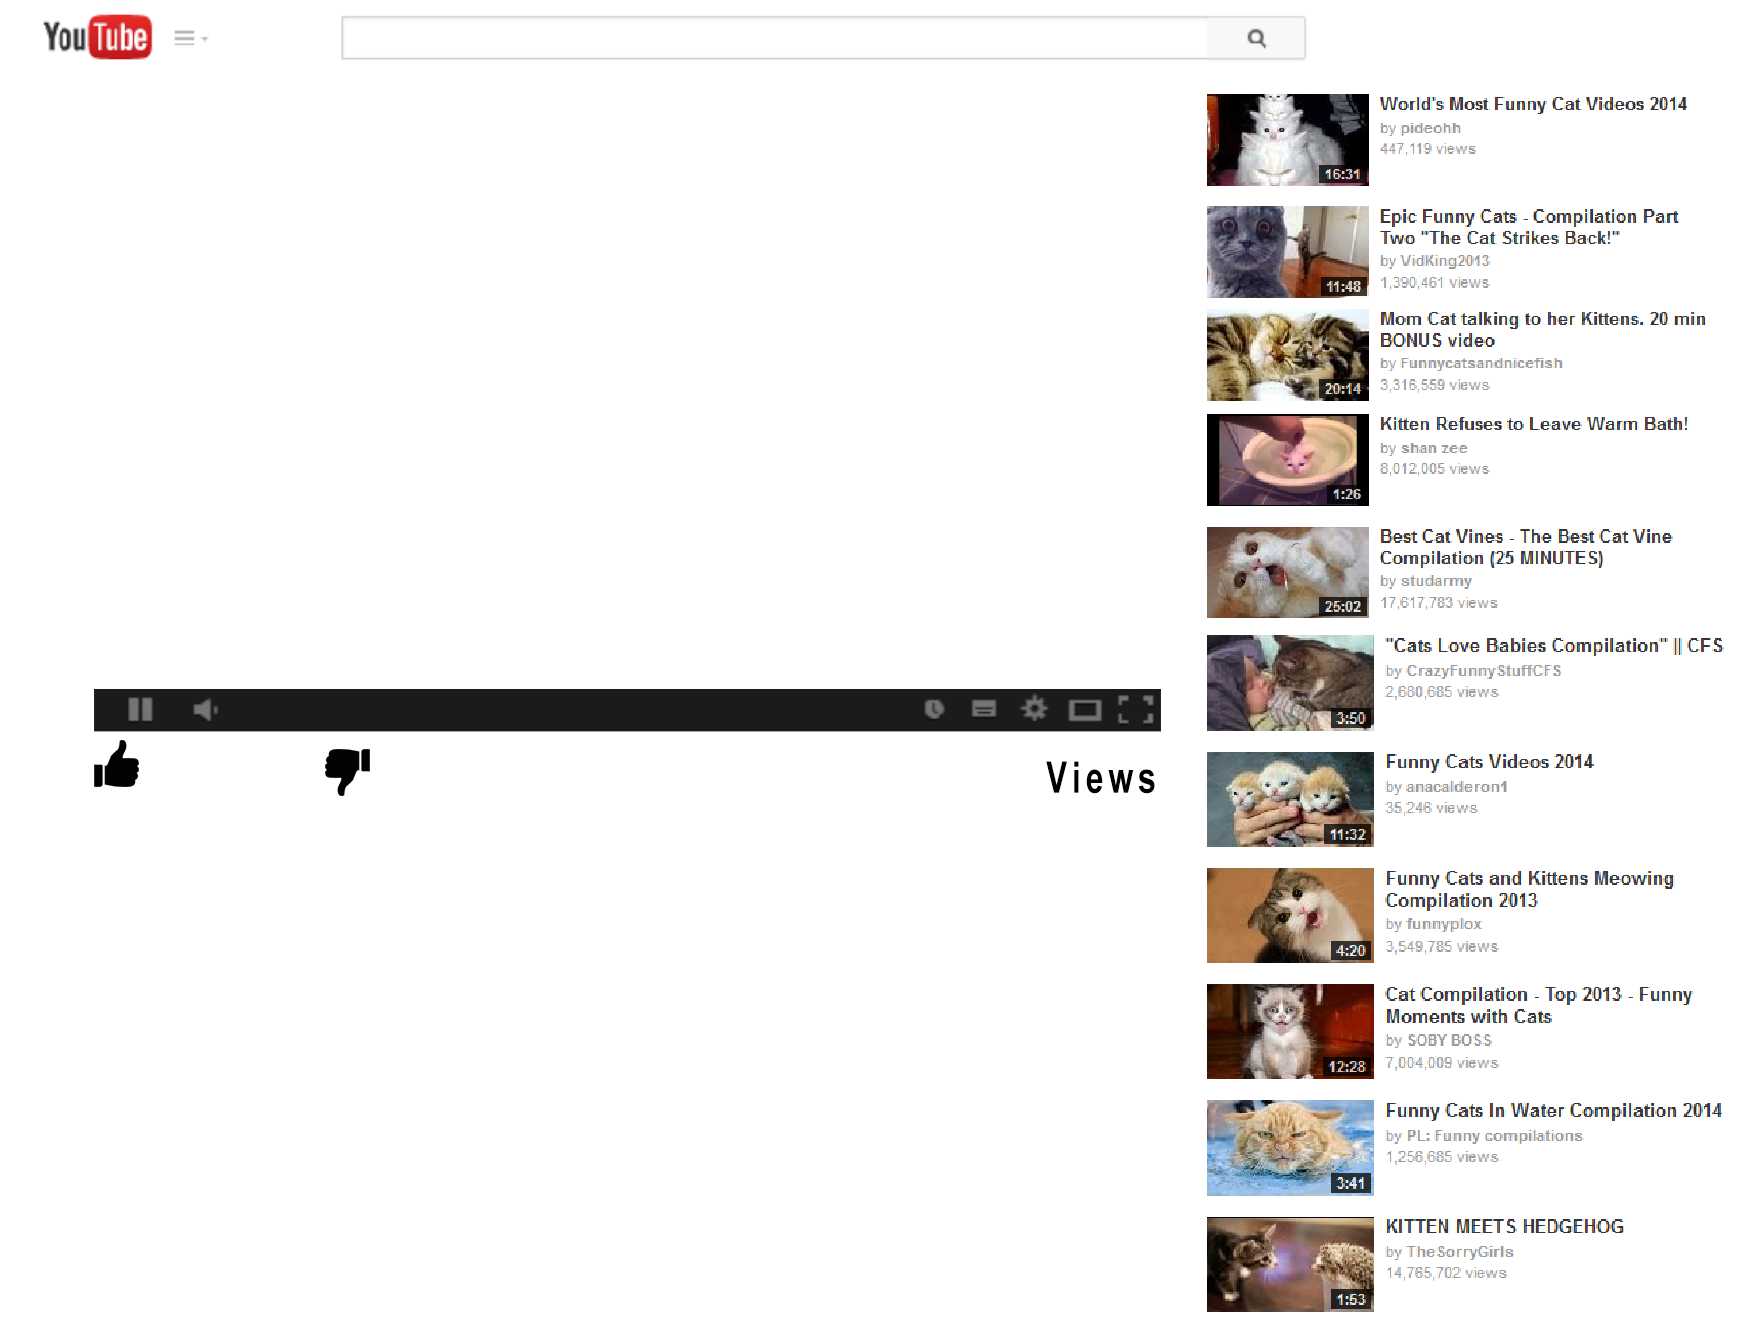 YouTube
World's Most Funny Cat Videos 2014
by pideohh
447,119 views
16:31
Epic Funny Cats - Compilation Part
Two "The Cat Strikes Back!"
by VidKing2013
1,390,461 views
11:48
Mom Cat talking to her Kittens. 20 min
BONUS video
by Funnycatsandnicefish
3,316,559 views
20:14
Kitten Refuses to Leave Warm Bath!
by shan zee
8,012,005 views
1:26
Best Cat Vines - The Best Cat Vine
Compilation (25 MINUTES)
by studarmy
17,617,783 views
25:02
"Cats Love Babies Compilation" || CFS
by CrazyFunnyStuffCFS
2,680,685 views
3:50
Views
Funny Cats Videos 2014
by anacalderon1
35,246 views
11:32
Funny Cats and Kittens Meowing
Compilation 2013
by funnyplox
3,549,785 views
4:20
Cat Compilation - Top 2013 - Funny
Moments with Cats
by SOBY BOSS
7,004,009 views
12:28
Funny Cats In Water Compilation 2014
by PL: Funny compilations
1,256,685 views
3:41
KITTEN MEETS HEDGEHOG
by TheSorryGirls
14,765,702 views
1:53